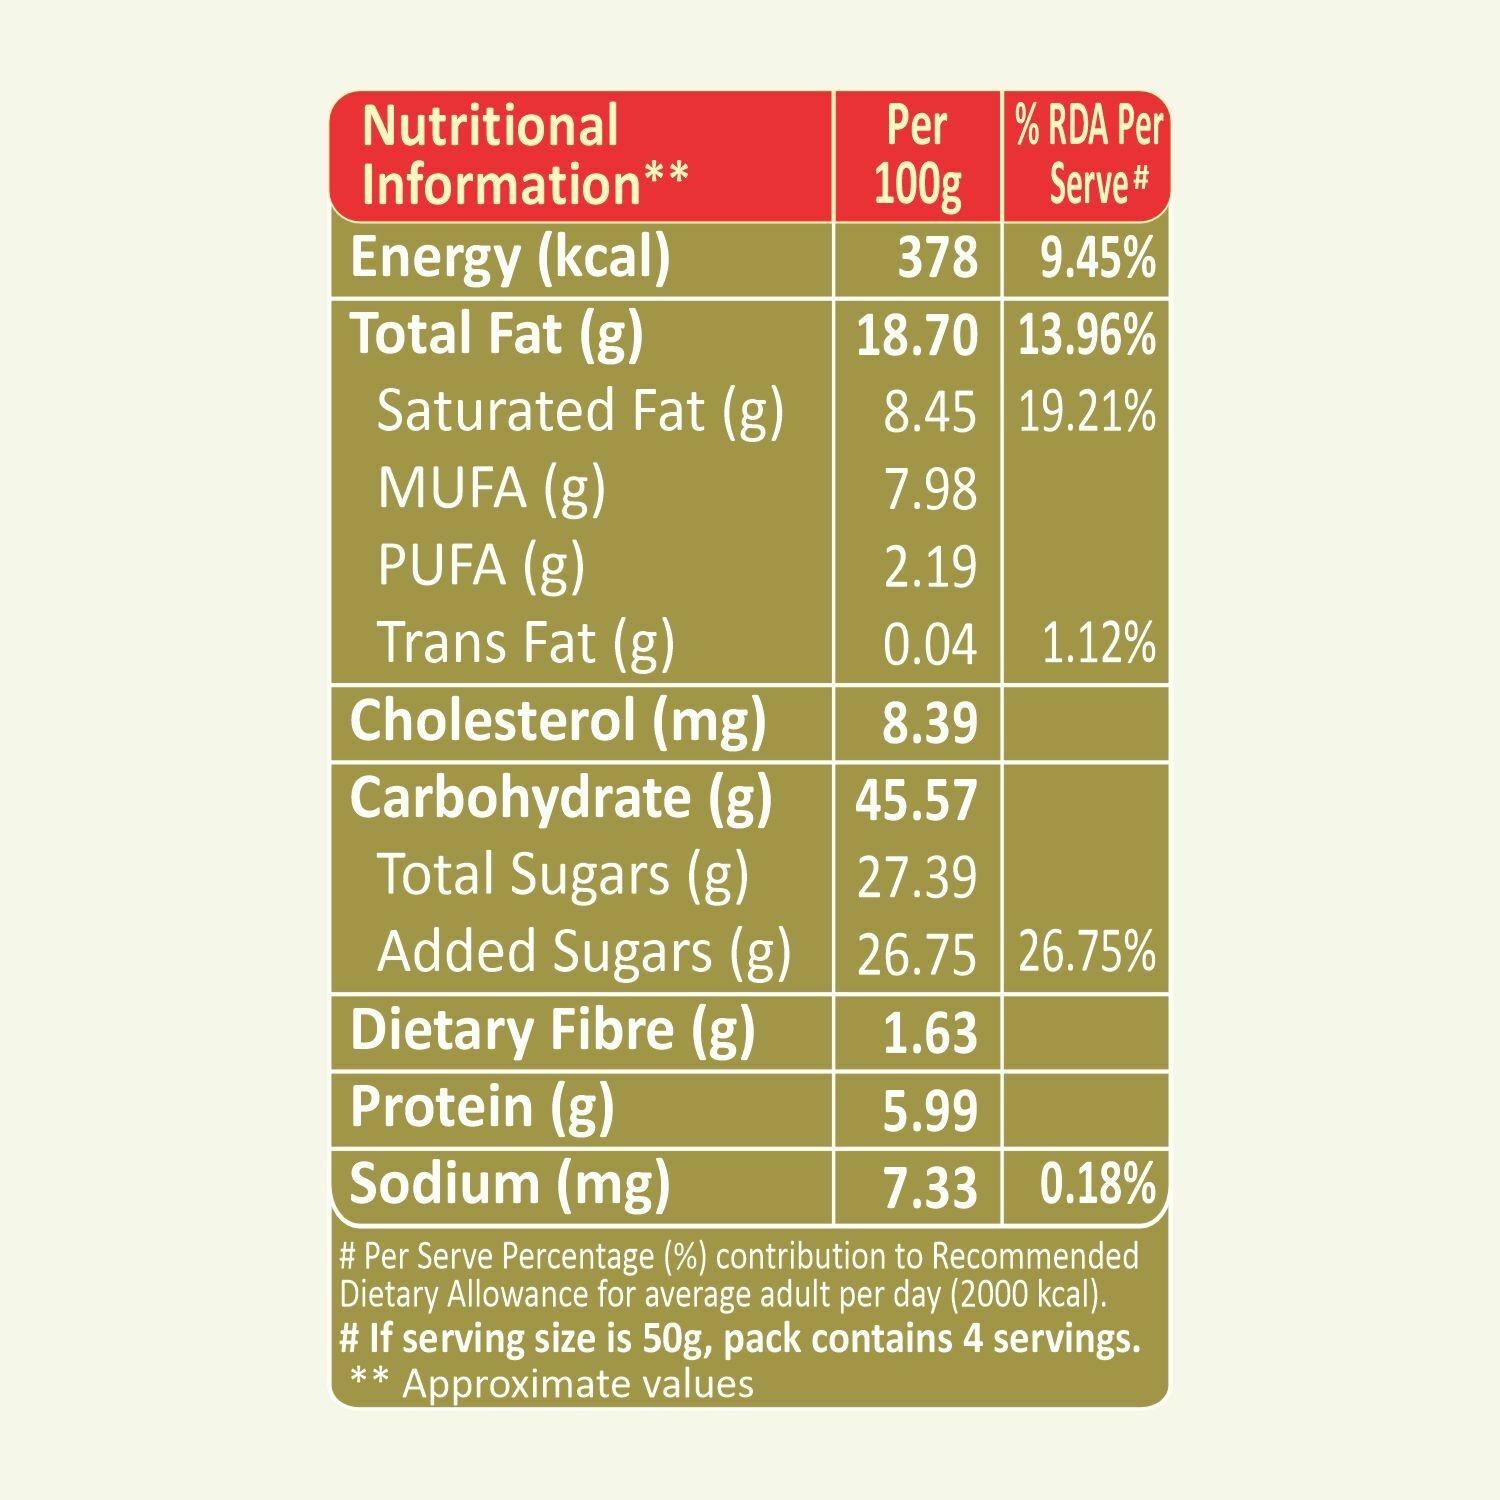 Nutritional Information** Per 100g % RDA Per Serve#
Energy (kcal) 378 9.45%
Total Fat (g) 18.70 13.96%
Saturated Fat (g) 8.45 19.21%
MUFA (g) 7.98
PUFA (g) 2.19
Trans Fat (g) 0.04 1.12%
Cholesterol (mg) 8.39
Carbohydrate (g) 45.57
Total Sugars (g) 27.39
Added Sugars (g) 26.75 26.75%
Dietary Fibre (g) 1.63
Protein (g) 5.99
Sodium (mg) 7.33 0.18%
# Per Serve Percentage (%) contribution to Recommended
Dietary Allowance for average adult per day (2000 kcal).
# If serving size is 50g, pack contains 4 servings.
** Approximate values